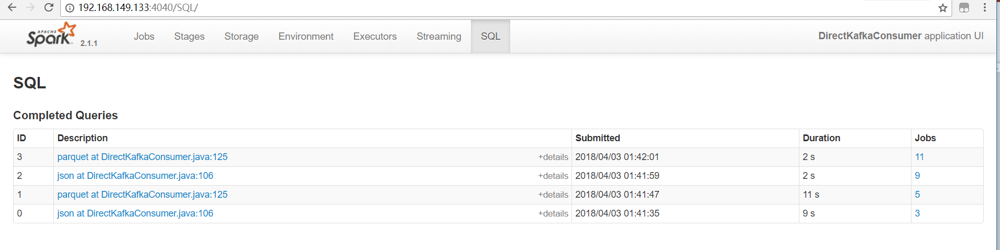 192.168.149.133:4040/SQL/
APACHE Spark 2.1.1 Jobs Stages Storage Environment Executors Streaming SQL DirectKafkaConsumer application UI
SQL
Completed Queries
ID Description Submitted Duration Jobs
3 parquet at DirectKafkaConsumer.java:125 +details 2018/04/03 01:42:01 2 s 11
2 json at DirectKafkaConsumer.java:106 +details 2018/04/03 01:41:59 2 s 9
1 parquet at DirectKafkaConsumer.java:125 +details 2018/04/03 01:41:47 11 s 5
0 json at DirectKafkaConsumer.java:106 +details 2018/04/03 01:41:35 9 s 3